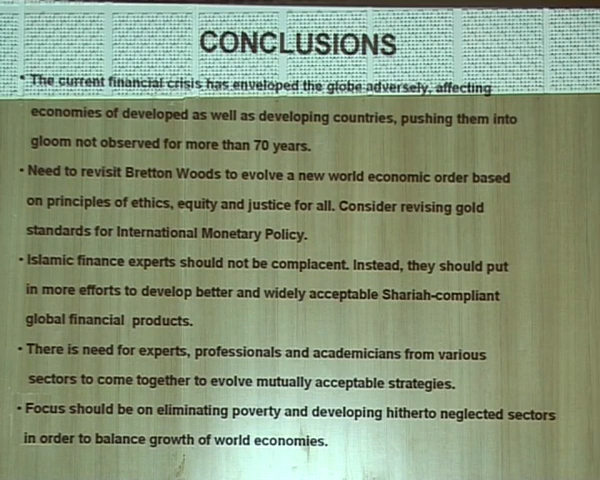 CONCLUSIONS
• The current financial crisis has enveloped the globe adversely, affecting
economies of developed as well as developing countries, pushing them into
gloom not observed for more than 70 years.
• Need to revisit Bretton Woods to evolve a new world economic order based
on principles of ethics, equity and justice for all. Consider revising gold
standards for International Monetary Policy.
• Islamic finance experts should not be complacent. Instead, they should put
in more efforts to develop better and widely acceptable Shariah-compliant
global financial products.
• There is need for experts, professionals and academicians from various
sectors to come together to evolve mutually acceptable strategies.
• Focus should be on eliminating poverty and developing hitherto neglected sectors
in order to balance growth of world economies.